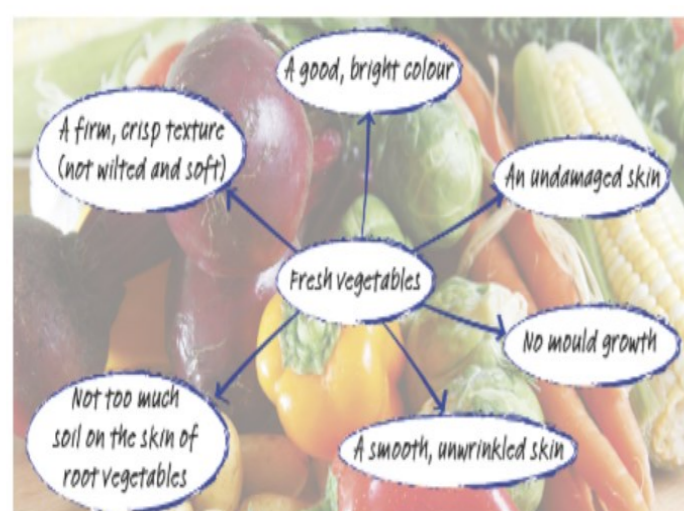 A good, bright colour
A firm, crisp texture
(not wilted and soft)
An undamaged skin
Fresh vegetables
No mould growth
Not too much
soil on the skin of
root vegetables
A smooth, unwrinkled skin